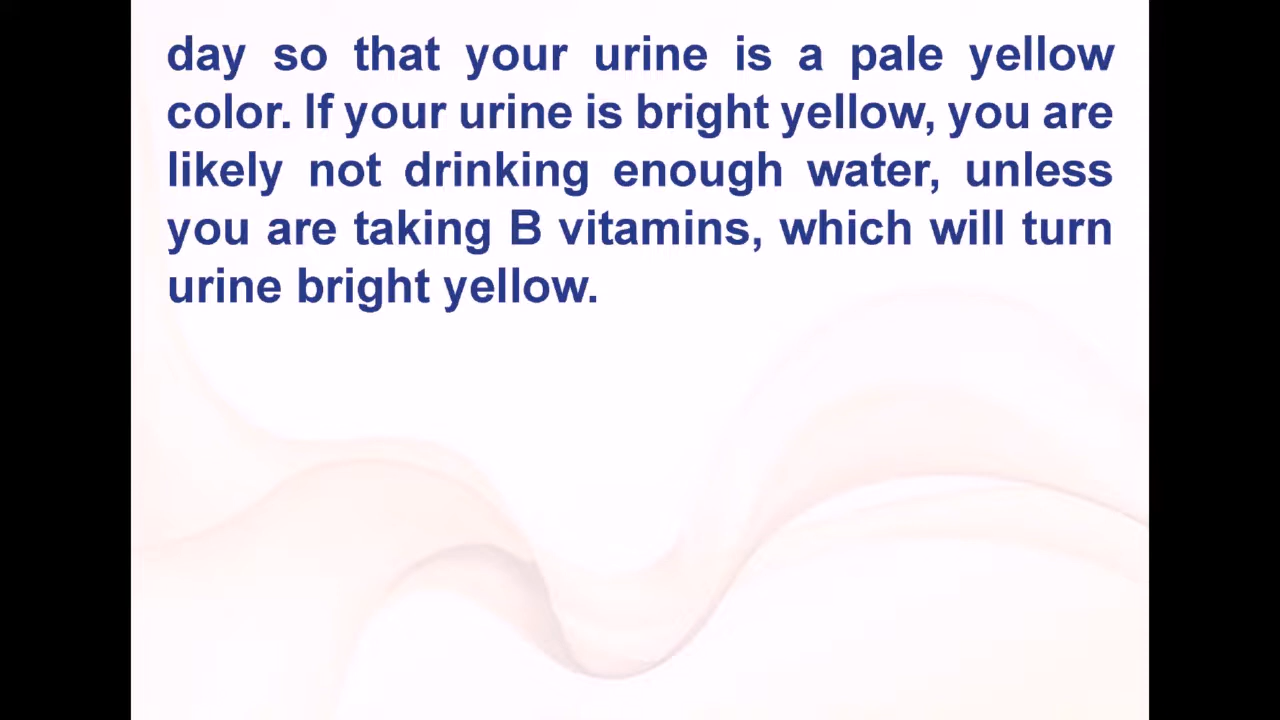 day so that your urine is a pale yellow
color. If your urine is bright yellow, you are
likely not drinking enough water, unless
you are taking B vitamins, which will turn
urine bright yellow.